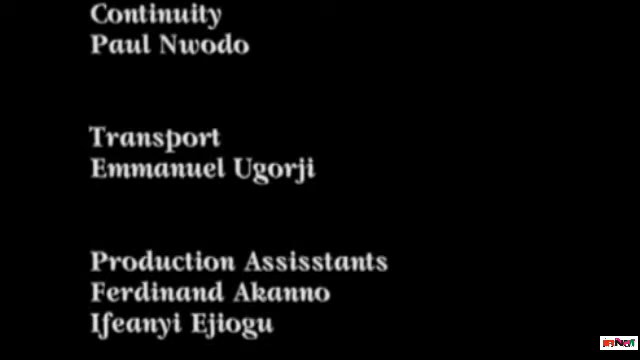 Continuity
Paul Nwodo
Transport
Emmanuel Ugorji
Production Assisstants
Ferdinand Akanno
Ifeanyi Ejiogu